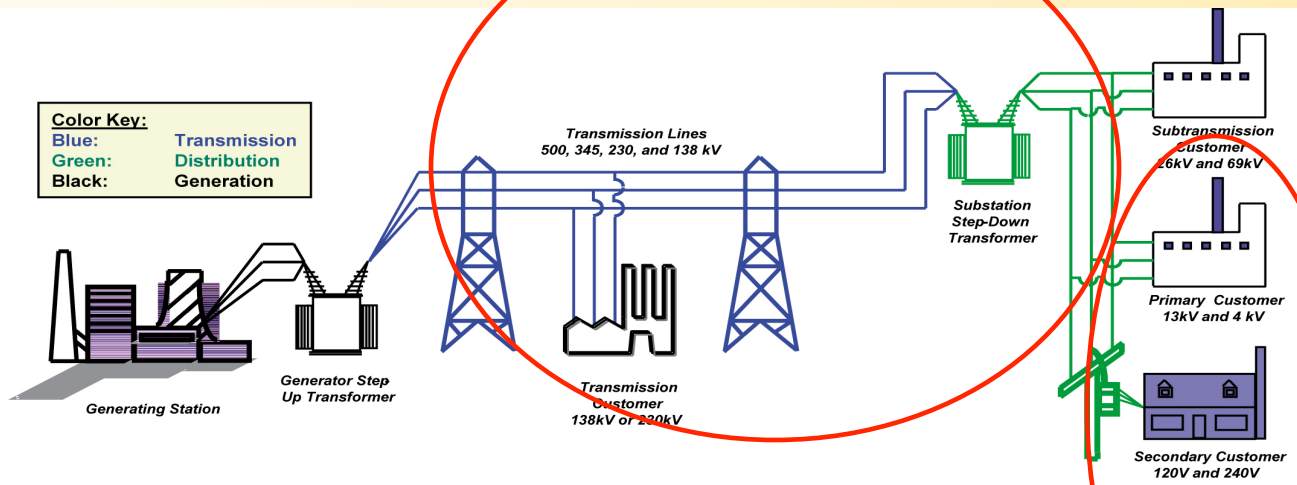 Color Key:
Blue: Transmission
Green: Distribution
Black: Generation
Transmission Lines
500, 345, 230, and 138 kV
Substation
Step-Down
Transformer
Subtransmission
Customer
26kV and 69kV
Primary Customer
13kV and 4 kV
Generating Station
Generator Step
Up Transformer
Transmission
Customer
138kV or 230kV
Secondary Customer
120V and 240V